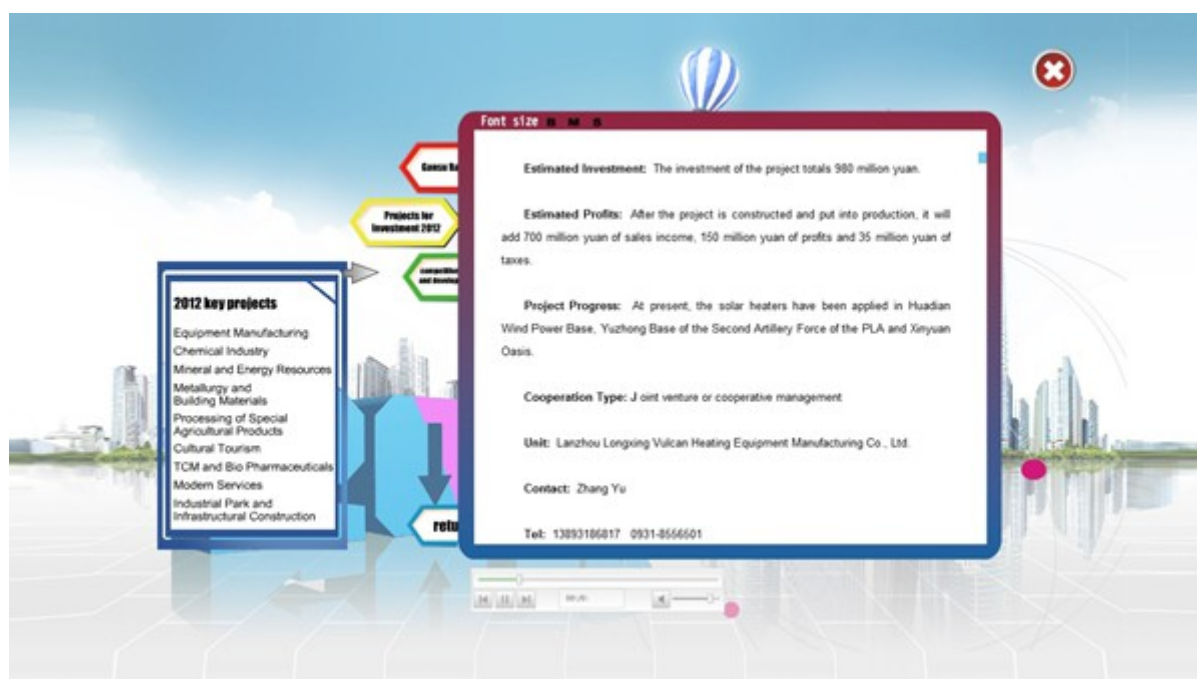 Font size B M S
Gansu
Projects for
Investment 2012
and
2012 key projects
Equipment Manufacturing
Chemical Industry
Mineral and Energy Resources
Metallurgy and
Building Materials
Processing of Special
Agricultural Products
Cultural Tourism
TCM and Bio Pharmaceuticals
Modern Services
Industrial Park and
Infrastructural Construction
retu
Estimated Investment: The investment of the project totals 980 million yuan.
Estimated Profits: After the project is constructed and put into production, it will
add 700 million yuan of sales income, 150 million yuan of profits and 35 million yuan of
taxes.
Project Progress: At present, the solar heaters have been applied in Huadian
Wind Power Base, Yuzhong Base of the Second Artillery Force of the PLA and Xinyuan
Oasis.
Cooperation Type: J oint venture or cooperative management
Unit: Lanzhou Longxing Vulcan Heating Equipment Manufacturing Co., Ltd.
Contact: Zhang Yu
Tel: 13893186817 0931-8556501